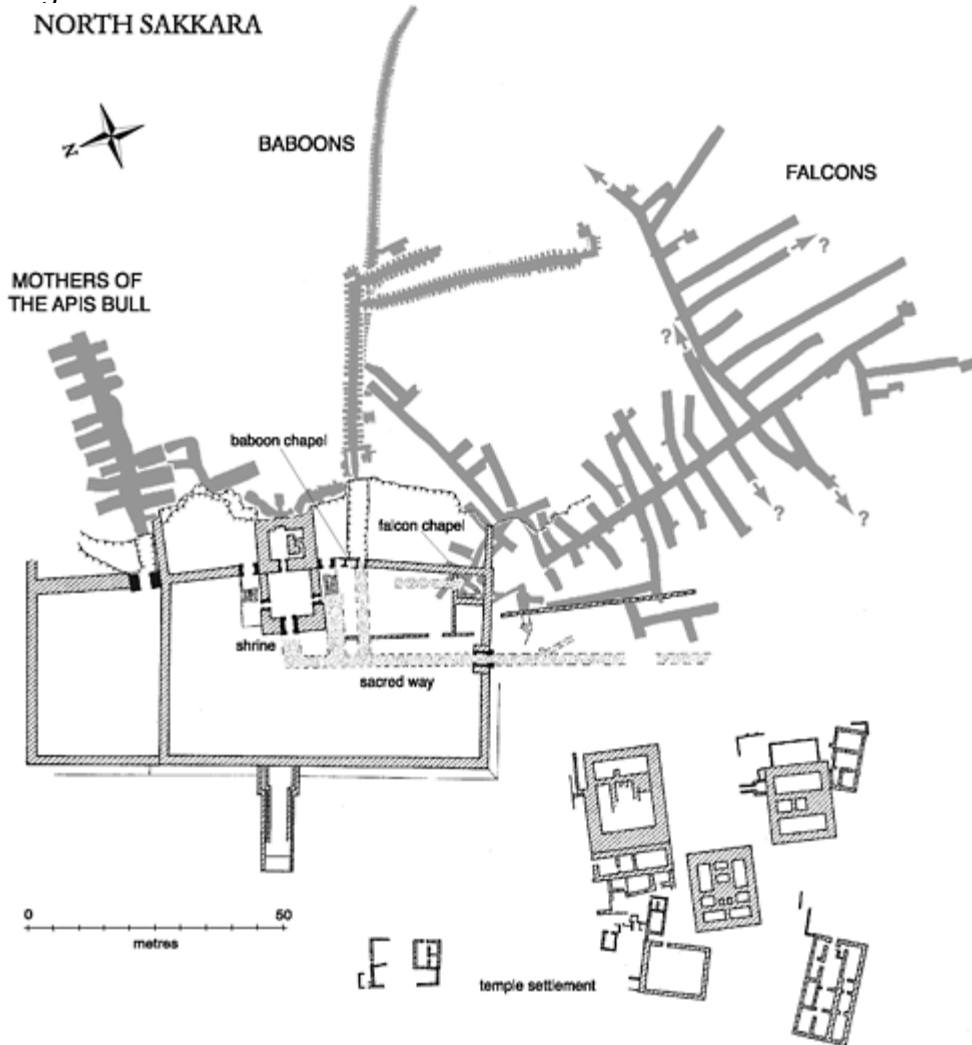 NORTH SAKKARA
BABOONS
FALCONS
N
?
MOTHERS OF
THE APIS BULL
?
baboon chapel
falcon chapel
?
?
shrine
sacred way
0 50
metres
temple settlement